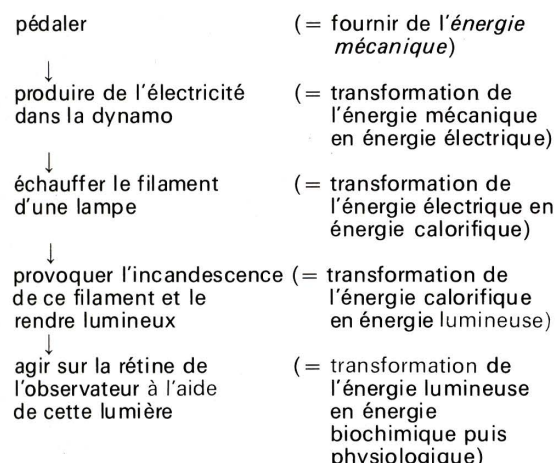 pédaler (= fournir de l'énergie
mécanique)
↓
produire de l'électricité (= transformation de
dans la dynamo l'énergie mécanique
en énergie électrique)
↓
échauffer le filament (= transformation de
d'une lampe l'énergie électrique en
énergie calorifique)
↓
provoquer l'incandescence (= transformation de
de ce filament et le l'énergie calorifique
rendre lumineux en énergie lumineuse)
↓
agir sur la rétine de (= transformation de
l'observateur à l'aide l'énergie lumineuse
de cette lumière en énergie
biochimique puis
physiologique)